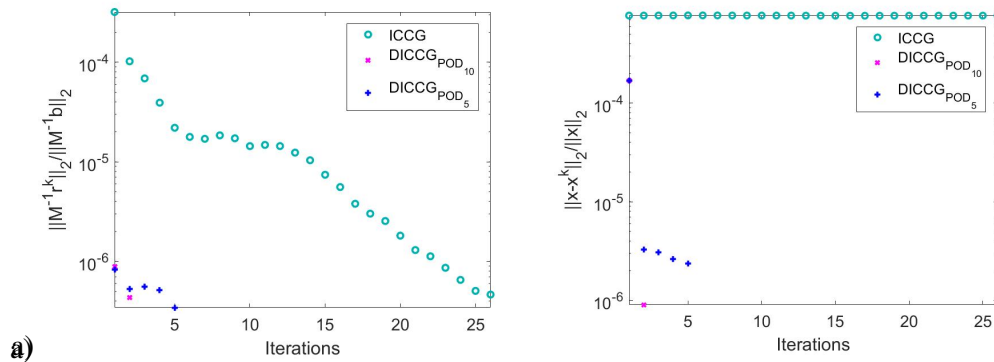 10^-4
10^-5
10^-6
||M^-1 r^k||_2/||M^-1 b||_2
5 10 15 20 25
Iterations
ICCG
DICCG_POD_10
DICCG_POD_5
10^-4
10^-5
10^-6
||x-x^k||_2/||x||_2
5 10 15 20 25
Iterations
ICCG
DICCG_POD_10
DICCG_POD_5